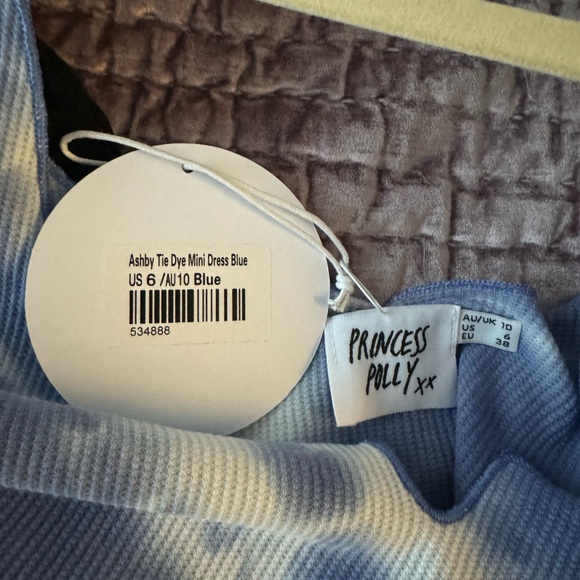 Ashby Tie Dye Mini Dress Blue
US 6 /AU10 Blue
534888
PRINCESS
POLLY xx
AU/UK 10
US 6
EU 38